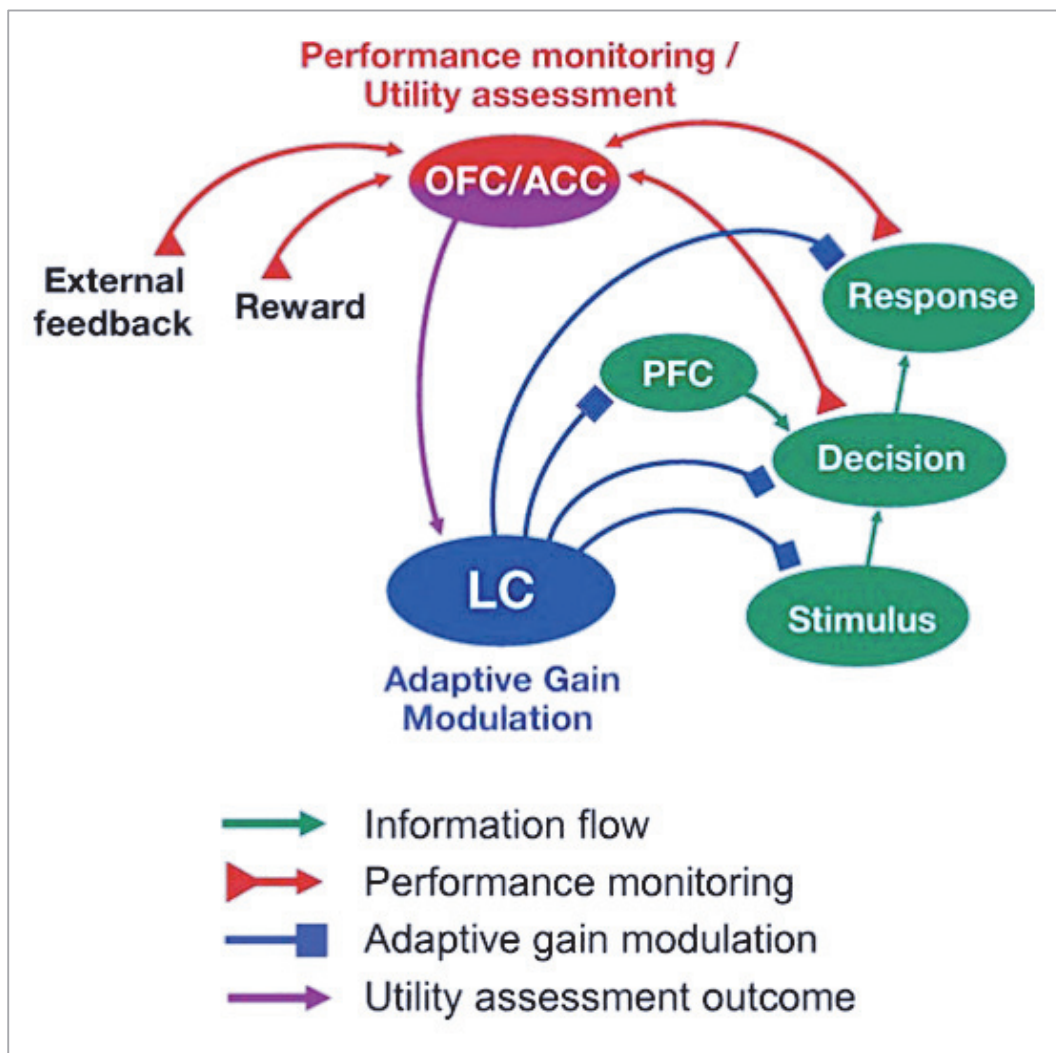 Performance monitoring /
Utility assessment
OFC/ACC
External
feedback
Reward
Response
PFC
Decision
LC
Stimulus
Adaptive Gain
Modulation
Information flow
Performance monitoring
Adaptive gain modulation
Utility assessment outcome